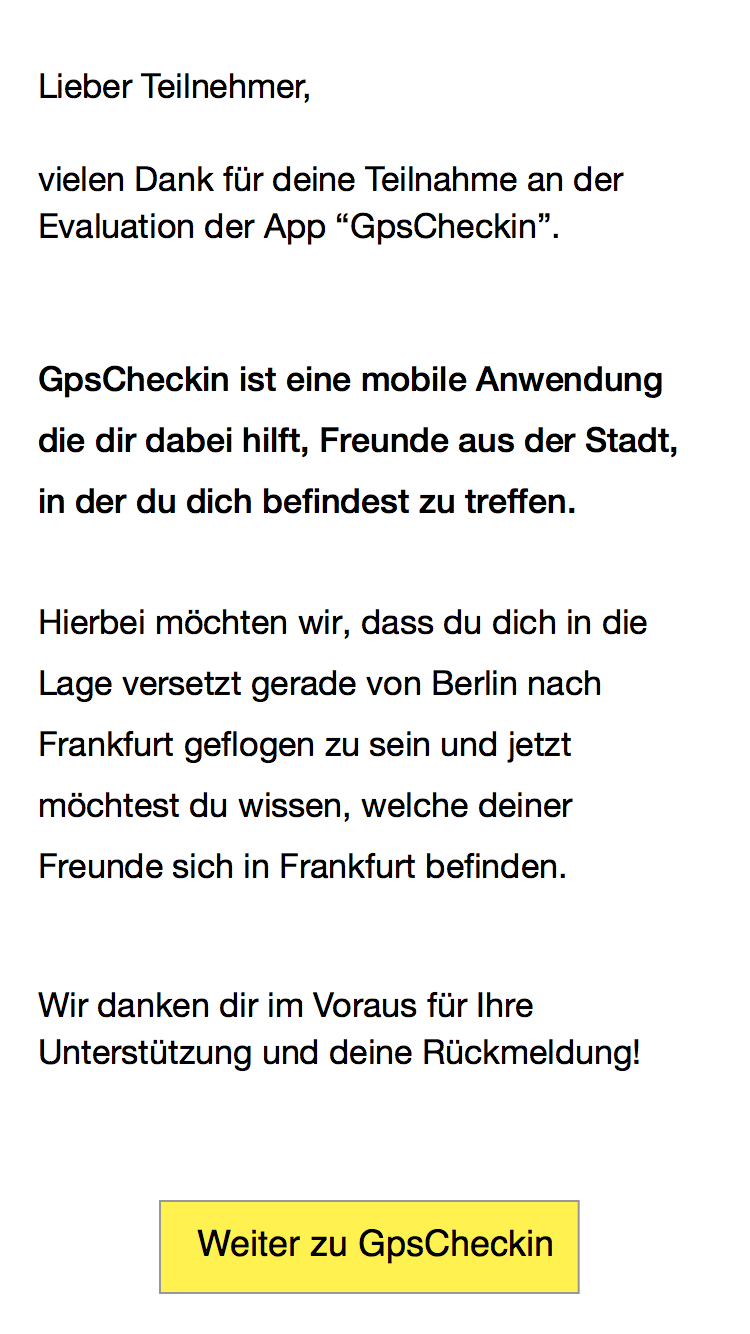 Lieber Teilnehmer,
vielen Dank für deine Teilnahme an der
Evaluation der App “GpsCheckin”.
GpsCheckin ist eine mobile Anwendung
die dir dabei hilft, Freunde aus der Stadt,
in der du dich befindest zu treffen.
Hierbei möchten wir, dass du dich in die
Lage versetzt gerade von Berlin nach
Frankfurt geflogen zu sein und jetzt
möchtest du wissen, welche deiner
Freunde sich in Frankfurt befinden.
Wir danken dir im Voraus für Ihre
Unterstützung und deine Rückmeldung!
Weiter zu GpsCheckin